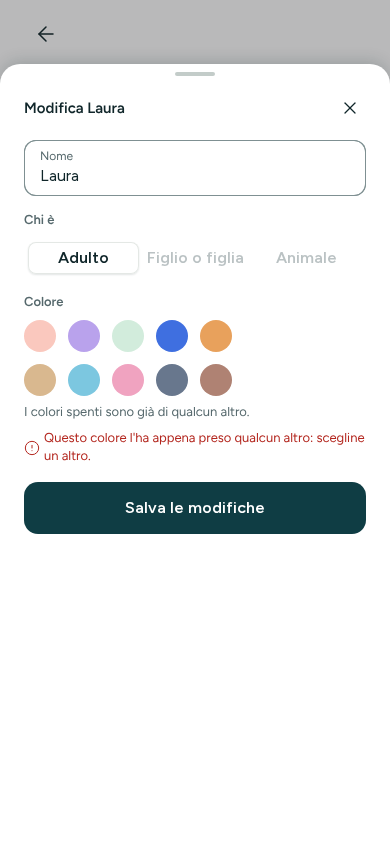 Modifica Laura
Nome
Laura
Chi è
Adulto Figlio o figlia Animale
Colore
I colori spenti sono già di qualcun altro.
Questo colore l'ha appena preso qualcun altro: scegline
un altro.
Salva le modifiche